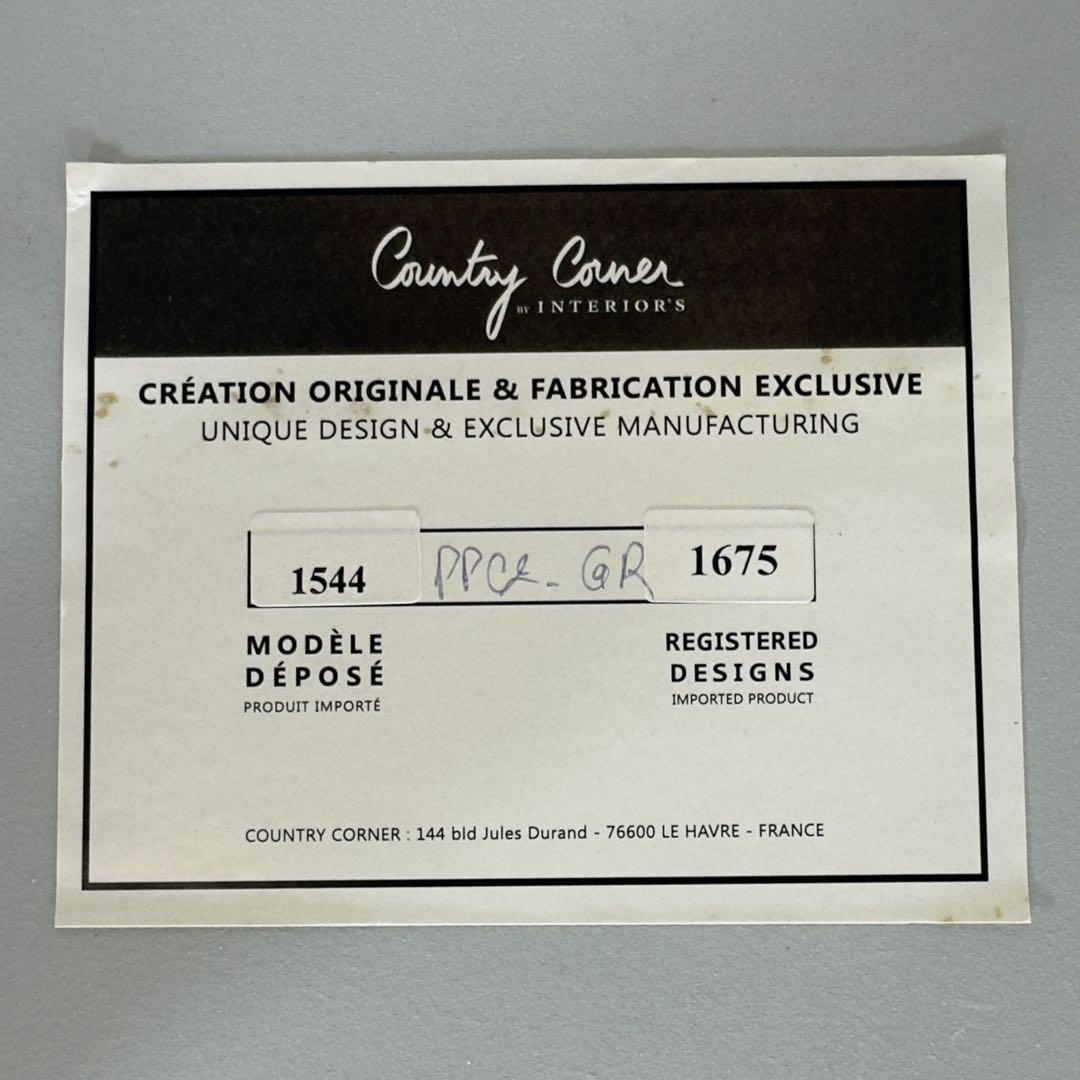 Country Corner
BY INTERIOR'S
CRÉATION ORIGINALE & FABRICATION EXCLUSIVE
UNIQUE DESIGN & EXCLUSIVE MANUFACTURING
1544 GR 1675
MODÈLE
DÉPOSÉ
PRODUIT IMPORTÉ
REGISTERED
DESIGNS
IMPORTED PRODUCT
COUNTRY CORNER : 144 bld Jules Durand - 76600 LE HAVRE - FRANCE